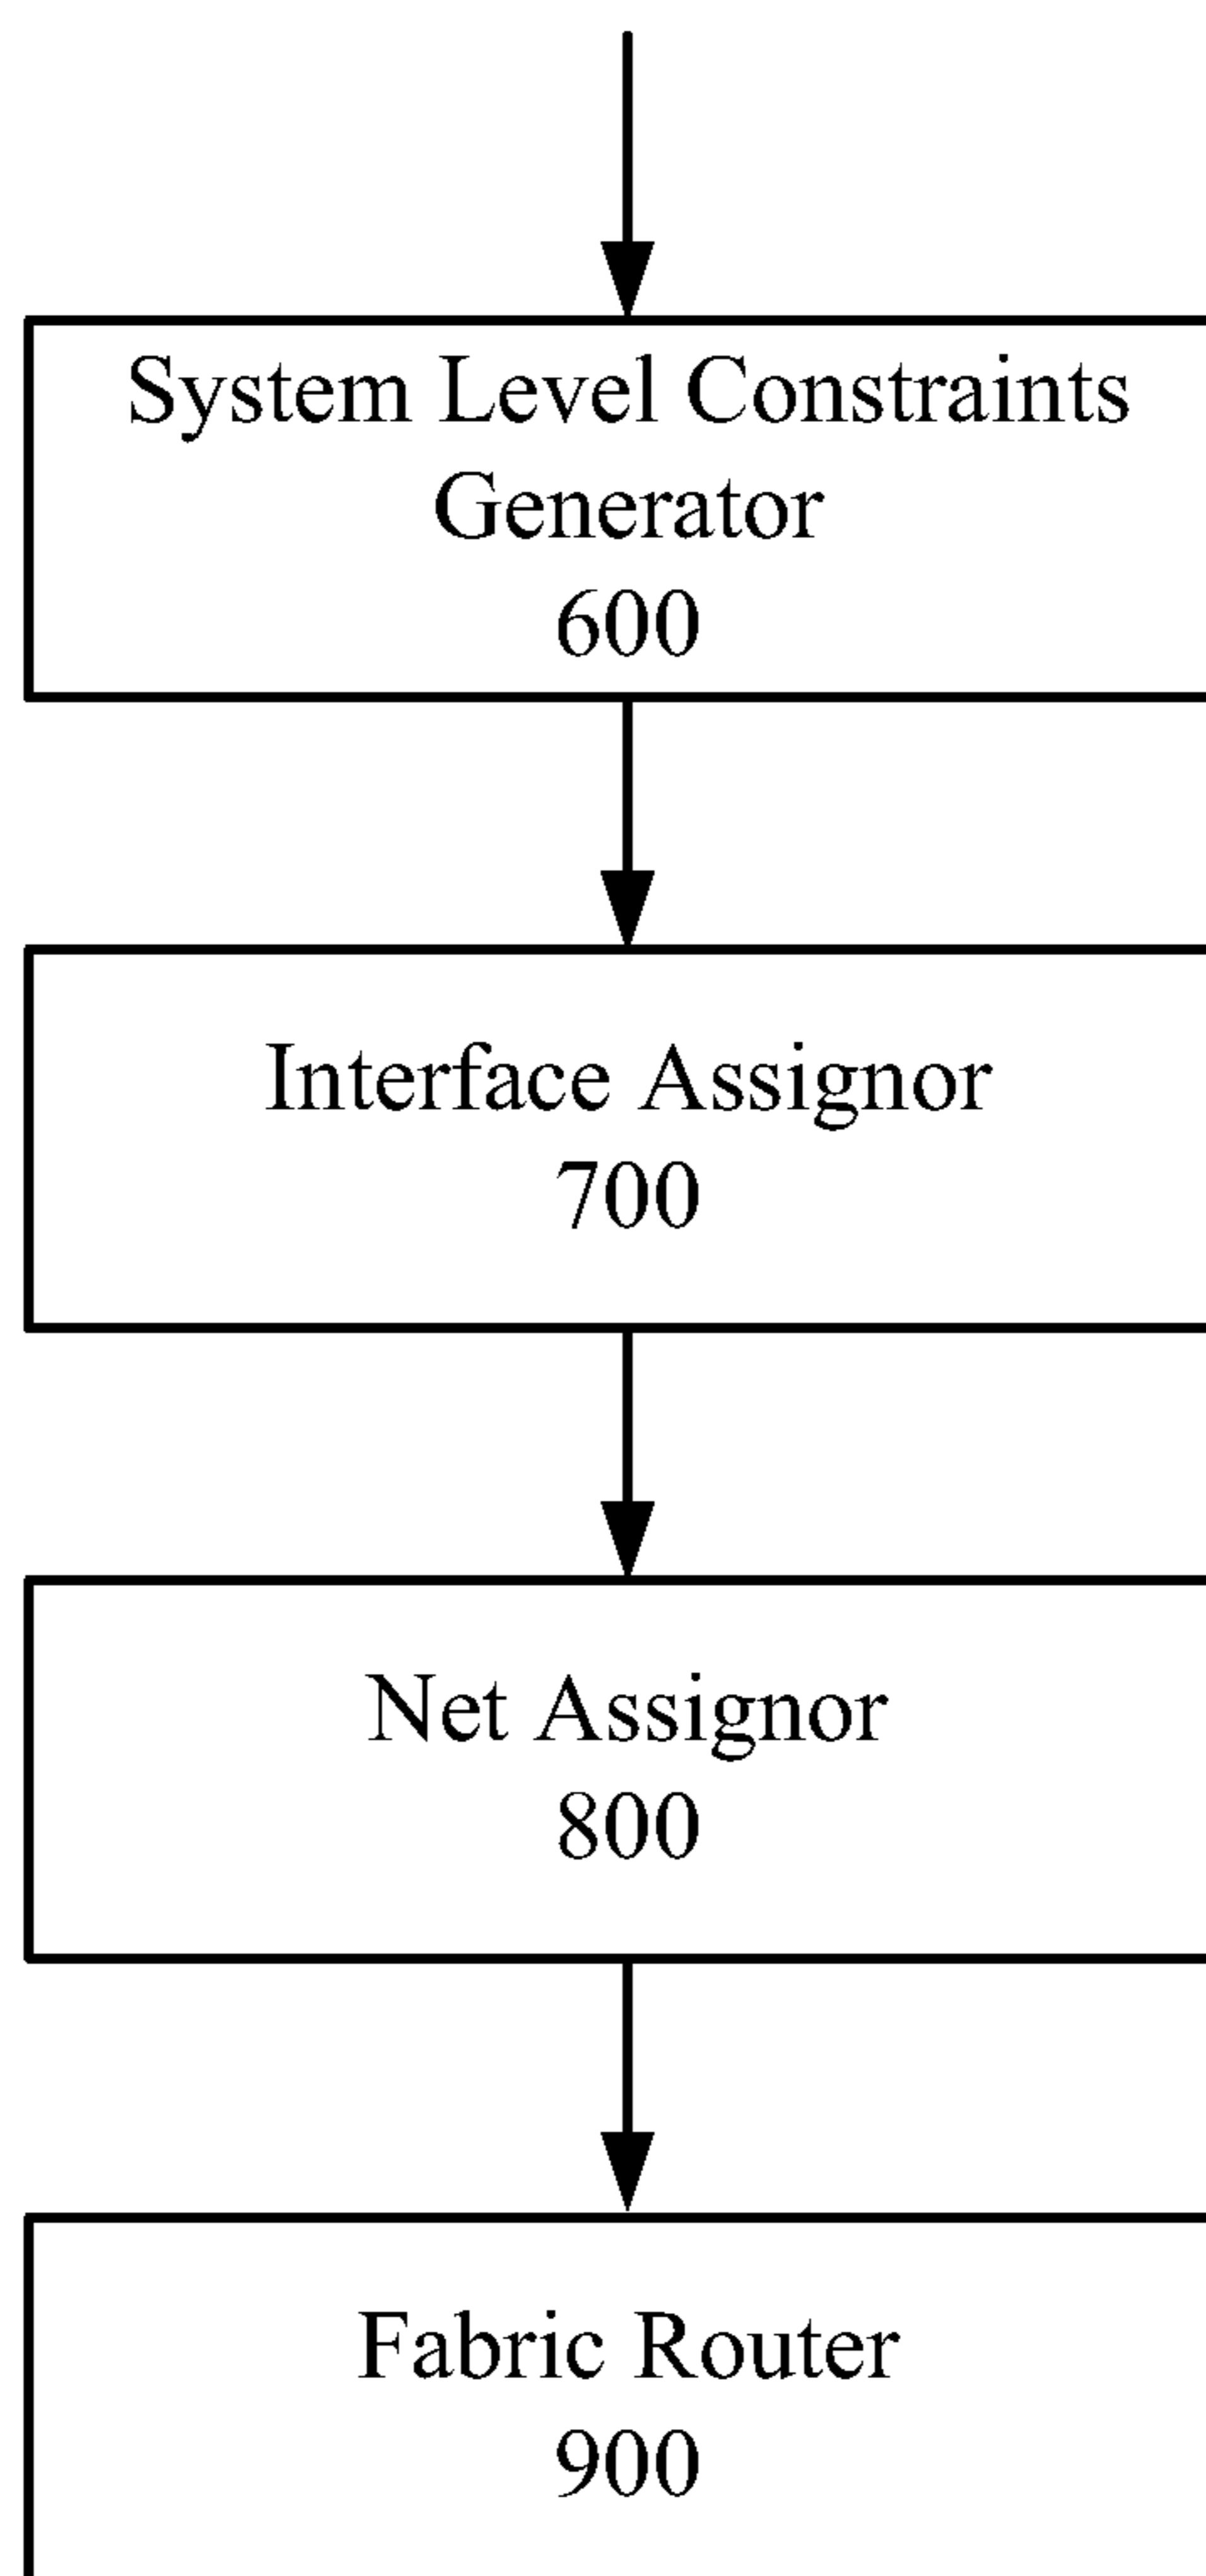 System Level Constraints
Generator
600
Interface Assignor
700
Net Assignor
800
Fabric Router
900